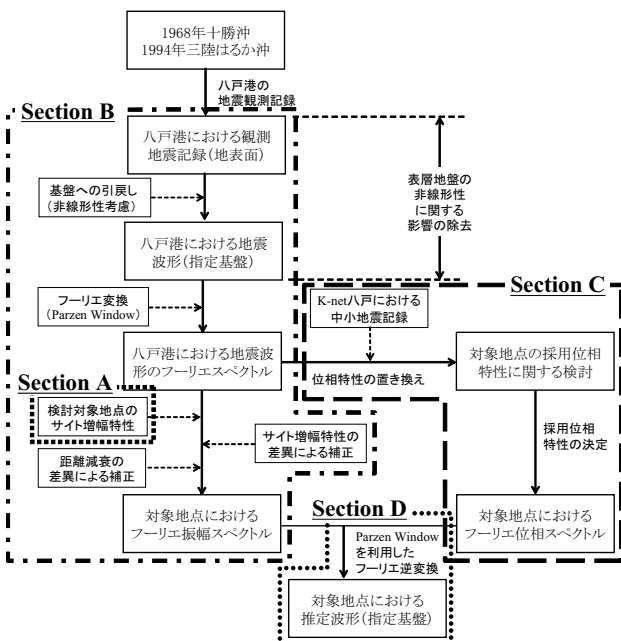 1968年十勝沖
1994年三陸はるか沖
八戸港の
地震観測記録
Section B
八戸港における観測
地震記録(地表面)
基盤への引戻し
(非線形性考慮)
表層地盤の
非線形性
に関する
影響の除去
八戸港における地震
波形(指定基盤)
Section C
フーリエ変換
(Parzen Window)
K-net八戸における
中小地震記録
八戸港における地震波
形のフーリエスペクトル
位相特性の置き換え
対象地点の採用位相
特性に関する検討
Section A
検討対象地点の
サイト増幅特性
サイト増幅特性の
差異による補正
採用位相
特性の決定
距離減衰の
差異による補正
Section D
対象地点における
フーリエ振幅スペクトル
Parzen Window
を利用した
フーリエ逆変換
対象地点における
フーリエ位相スペクトル
対象地点における
推定波形(指定基盤)